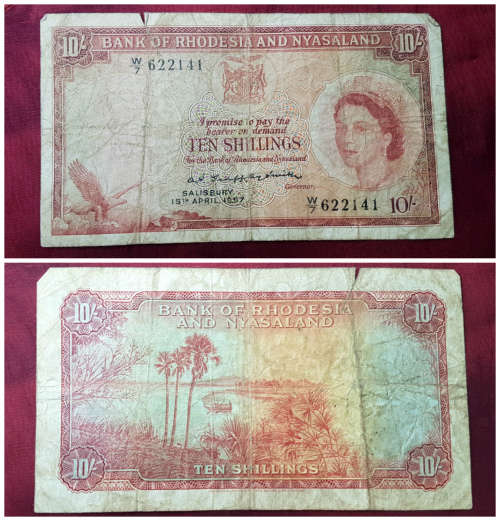 10/-
BANK OF RHODESIA AND NYASALAND
10/-
W/7 622141
I promise to pay the
bearer on demand
TEN SHILLINGS
for the Bank of Rhodesia and Nyasaland
Governor.
SALISBURY
15TH APRIL, 1957
W/7 622141
10/-
10/-
BANK OF RHODESIA
AND NYASALAND
10/-
10/-
TEN SHILLINGS
10/-